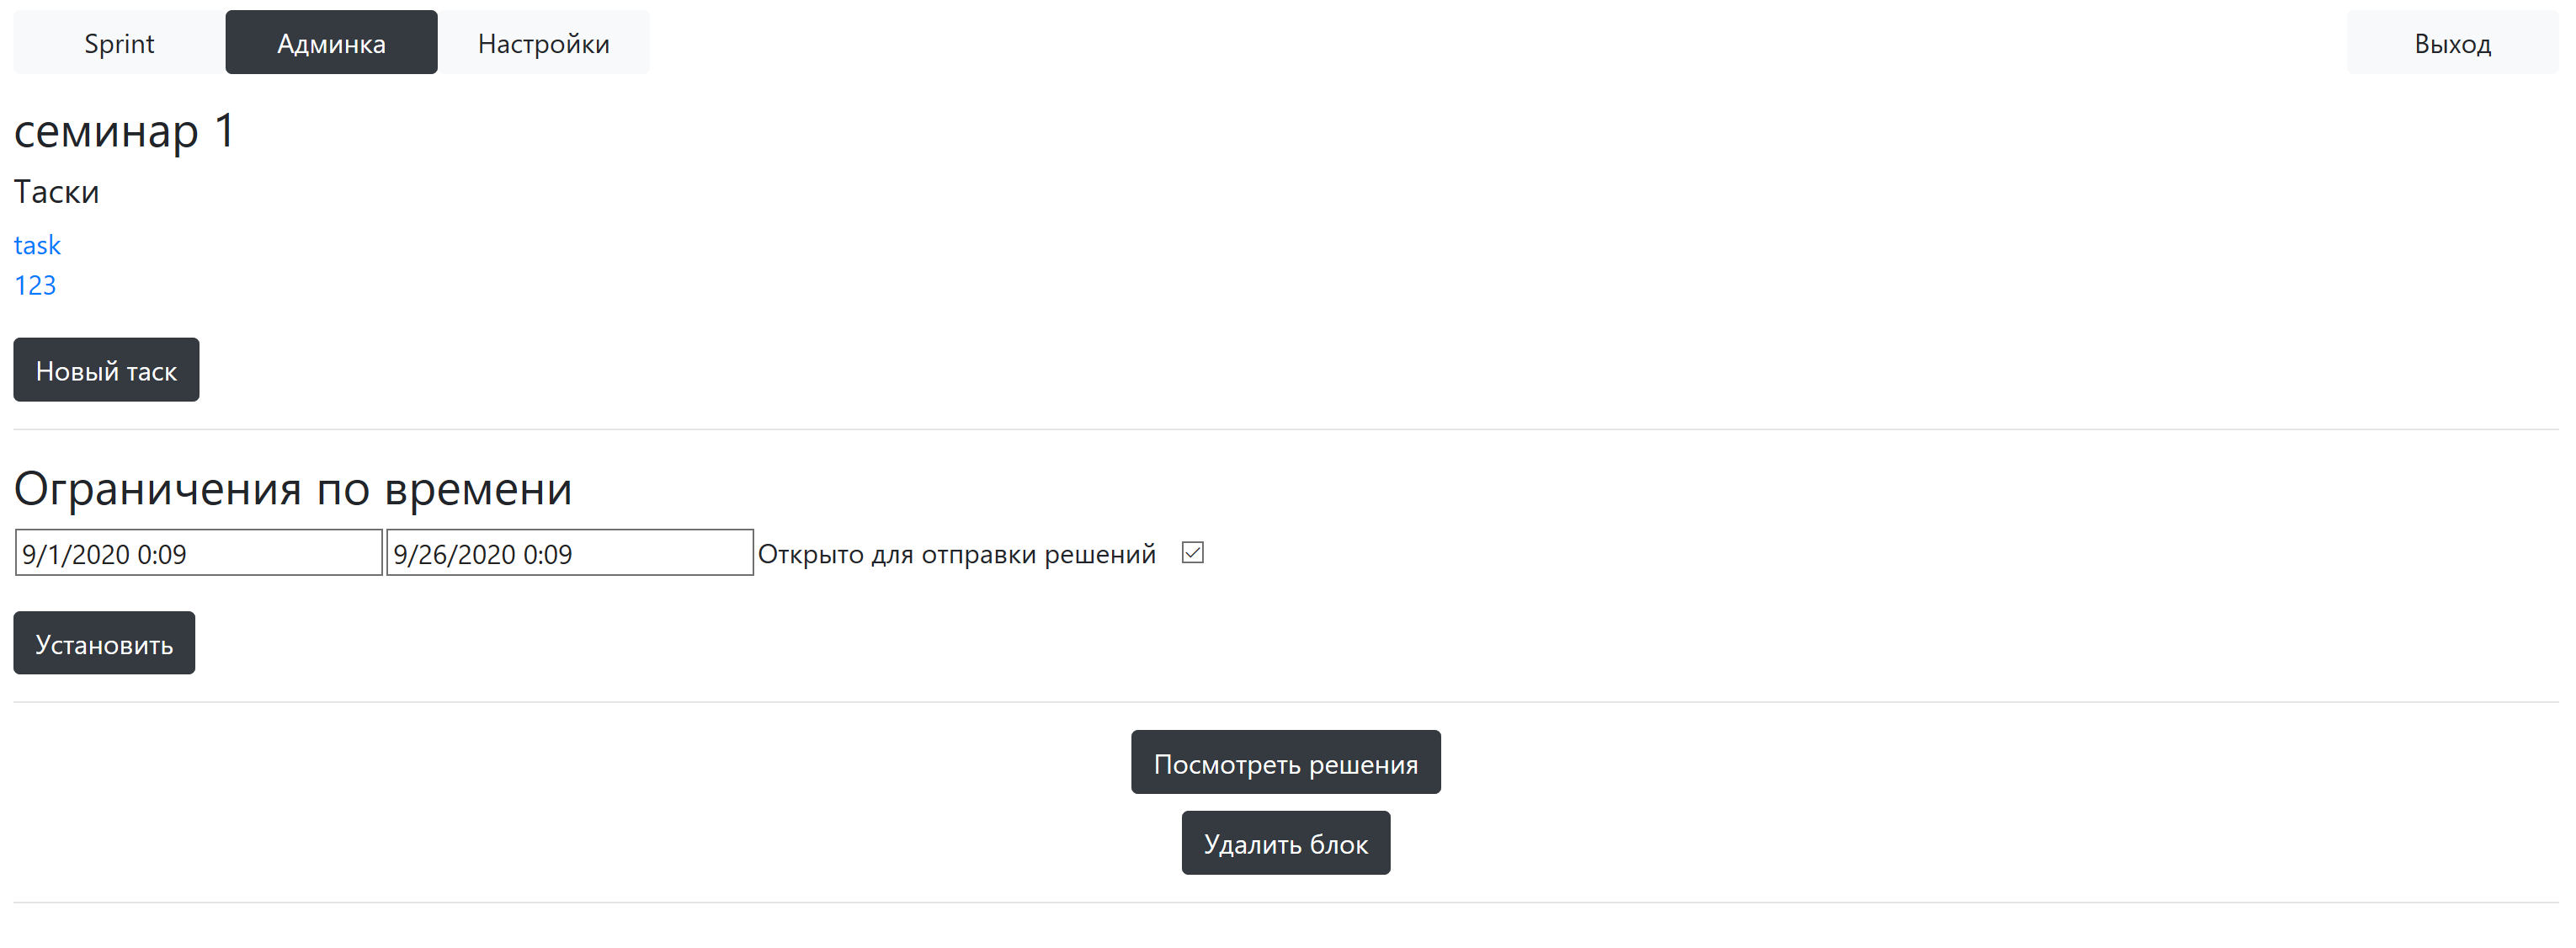 Sprint Админка Настройки Выход
семинар 1
Таски
task
123
Новый таск
Ограничения по времени
9/1/2020 0:09 9/26/2020 0:09 Открыто для отправки решений
Установить
Посмотреть решения
Удалить блок